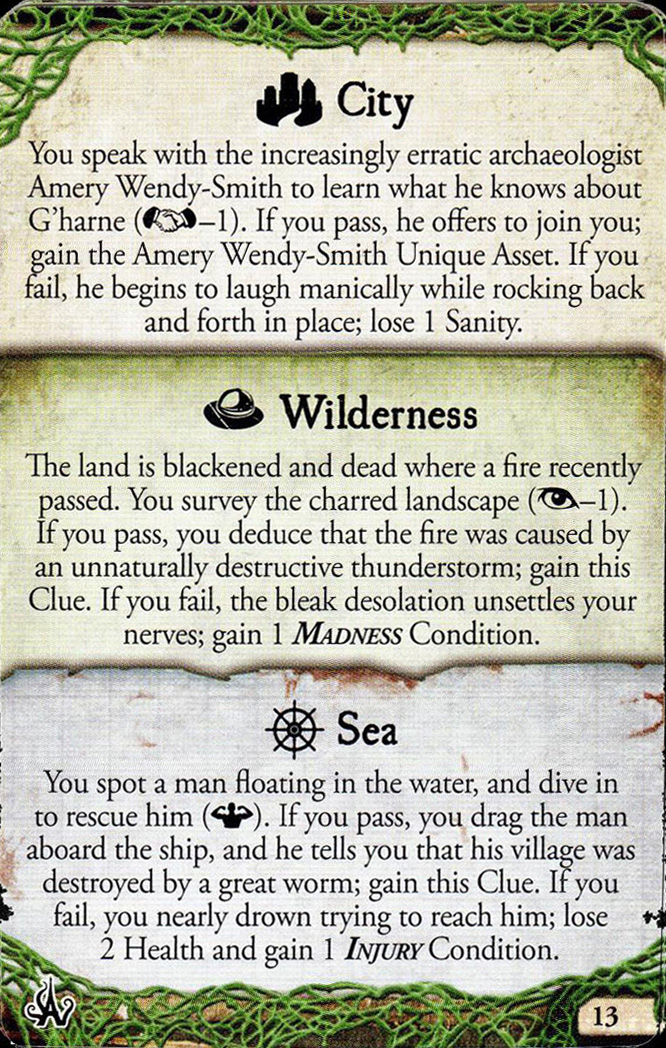 City
You speak with the increasingly erratic archaeologist
Amery Wendy-Smith to learn what he knows about
G'harne (–1). If you pass, he offers to join you;
gain the Amery Wendy-Smith Unique Asset. If you
fail, he begins to laugh manically while rocking back
and forth in place; lose 1 Sanity.
Wilderness
The land is blackened and dead where a fire recently
passed. You survey the charred landscape (–1).
If you pass, you deduce that the fire was caused by
an unnaturally destructive thunderstorm; gain this
Clue. If you fail, the bleak desolation unsettles your
nerves; gain 1 MADNESS Condition.
Sea
You spot a man floating in the water, and dive in
to rescue him (). If you pass, you drag the man
aboard the ship, and he tells you that his village was
destroyed by a great worm; gain this Clue. If you
fail, you nearly drown trying to reach him; lose
2 Health and gain 1 INJURY Condition.
13